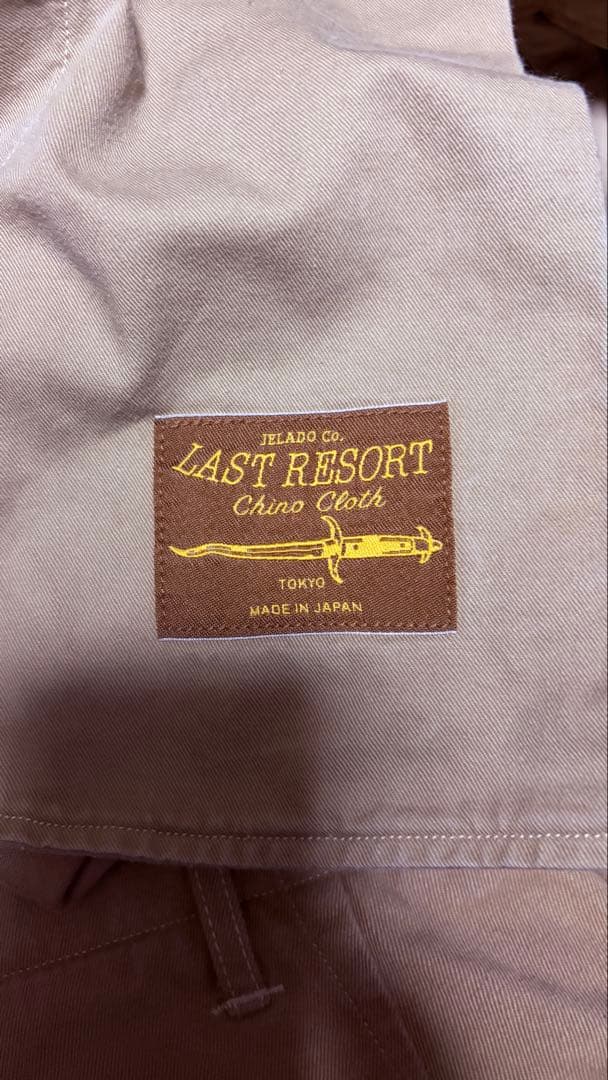 JELADO Co.
LAST RESORT
Chino Cloth
TOKYO
MADE IN JAPAN